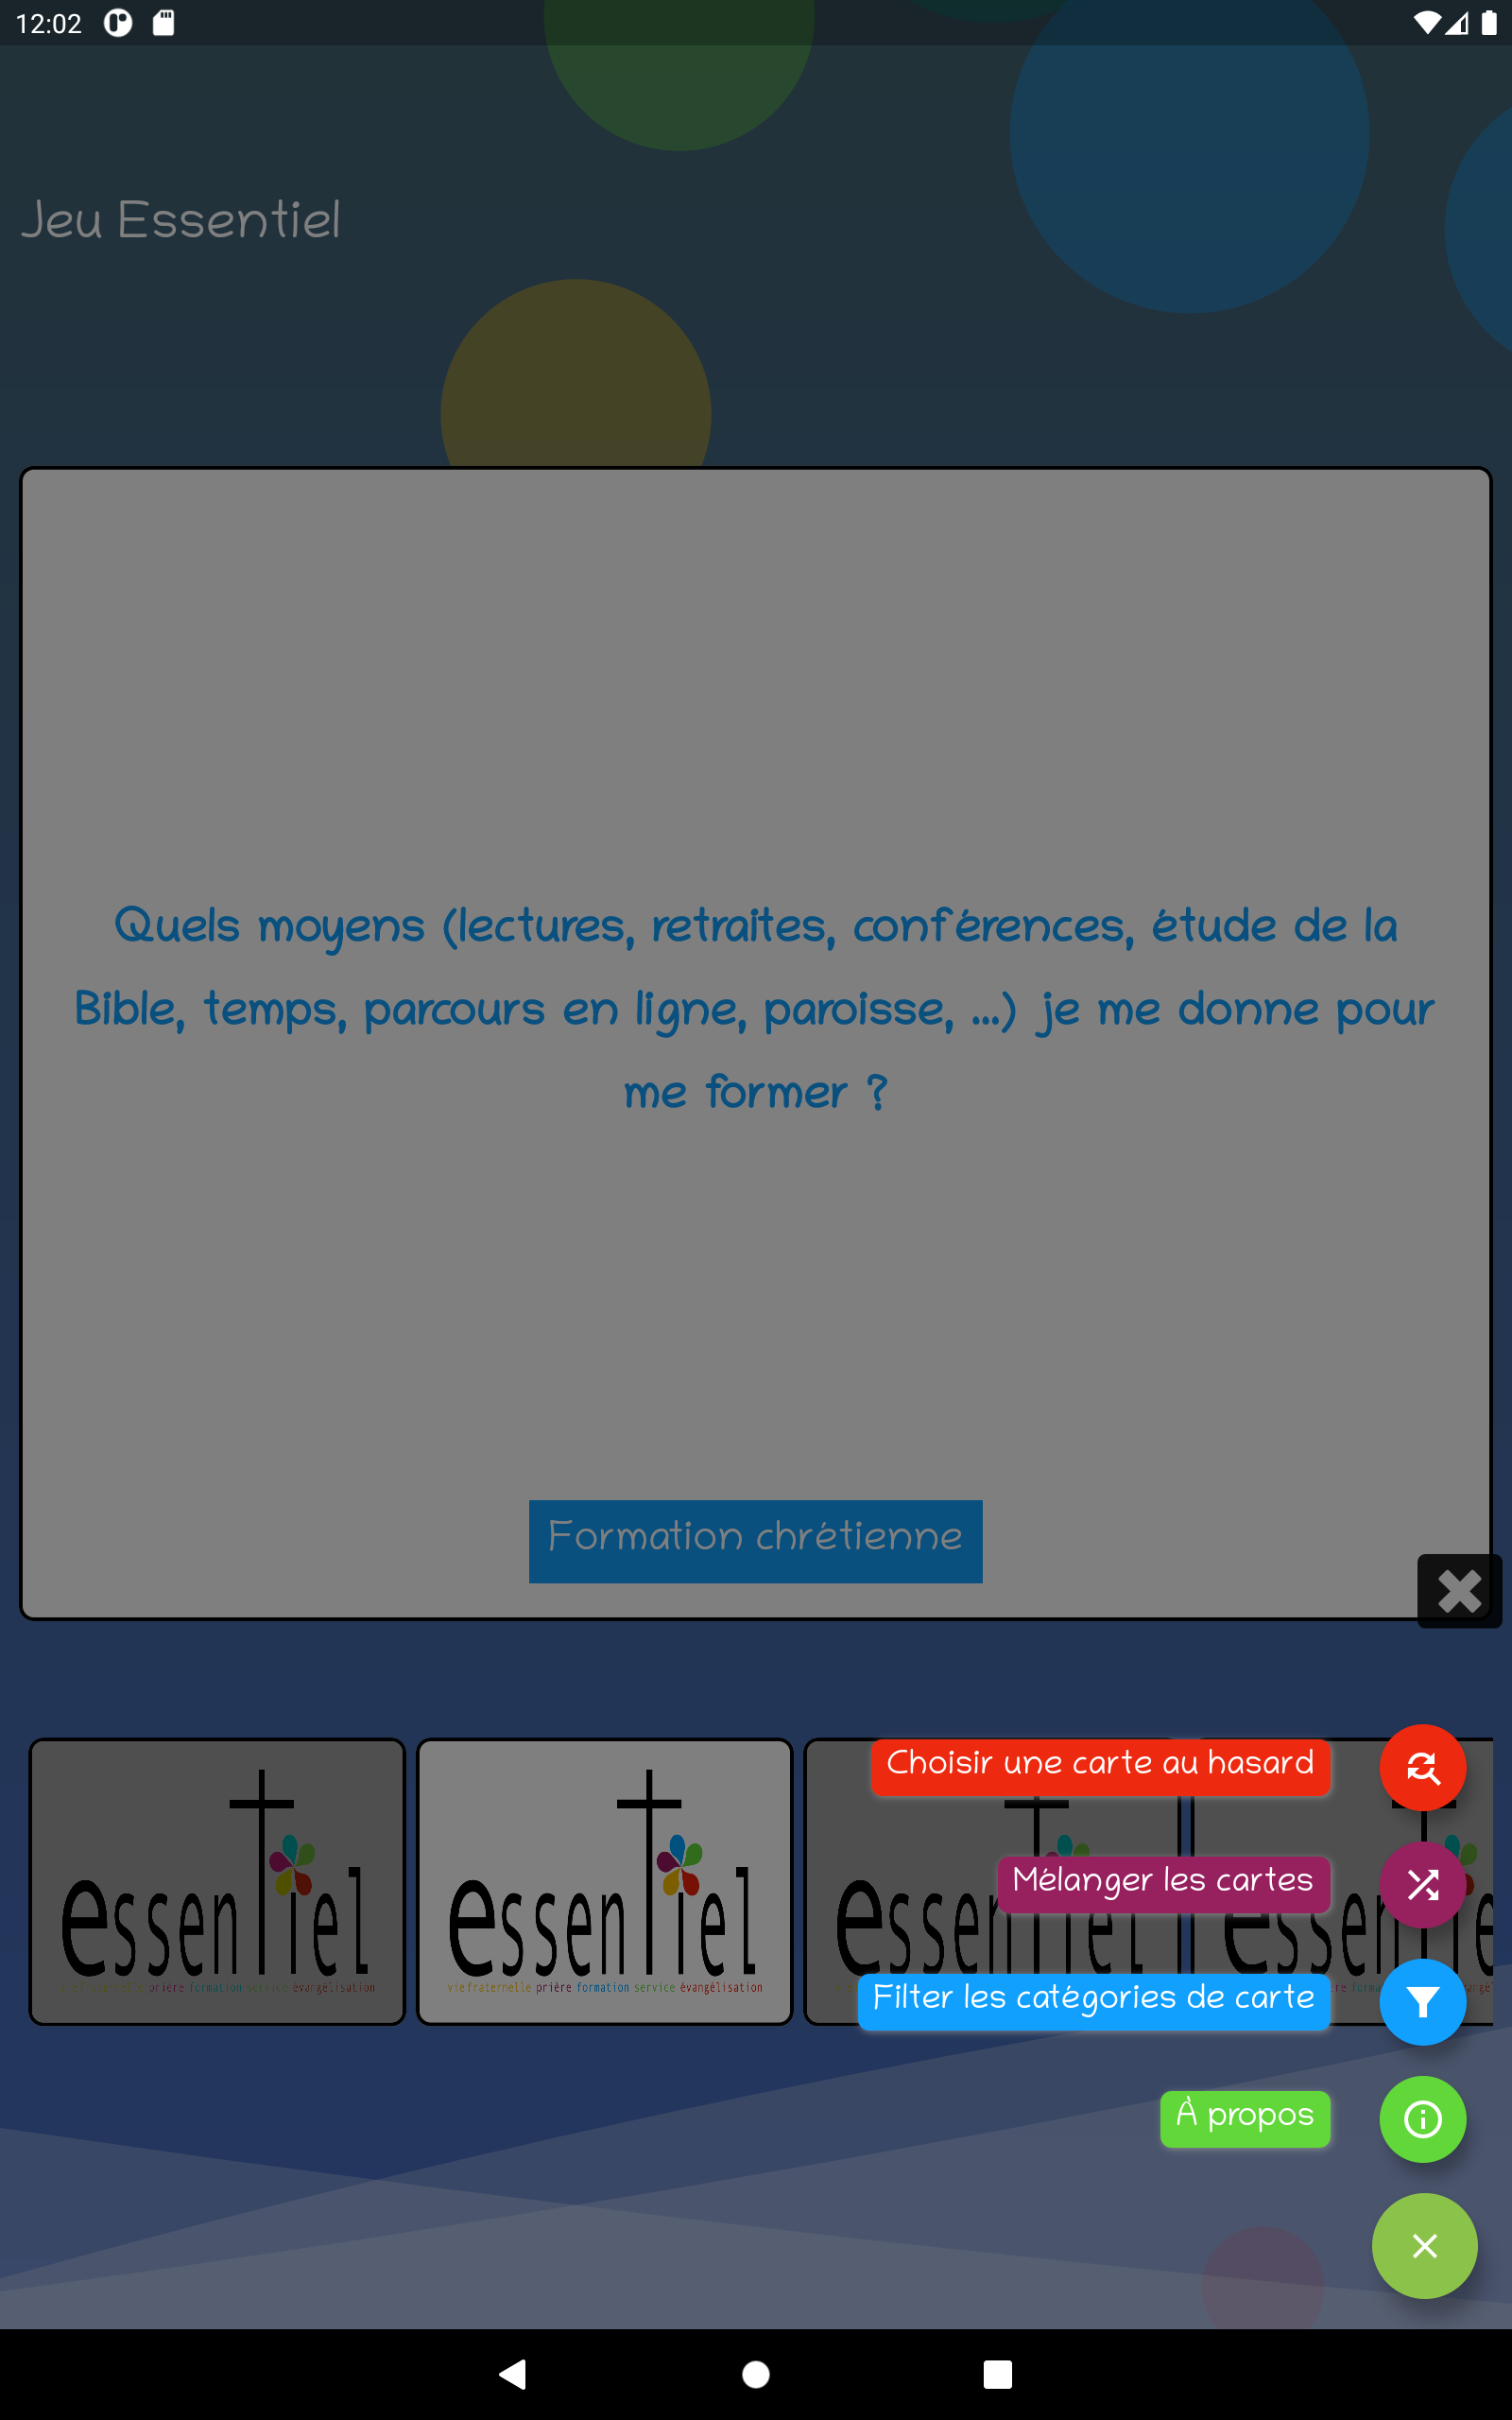 12:02
Jeu Essentiel
Quels moyens (lectures, retraites, conférences, étude de la
Bible, temps, parcours en ligne, paroisse, ...) je me donne pour
me former ?
Formation chrétienne
Choisir une carte au hasard
Mélanger les cartes
Filter les catégories de carte
À propos
essentiel
vie fraternelle prière formation service évangélisation
essentiel
vie fraternelle prière formation service évangélisation
essentiel